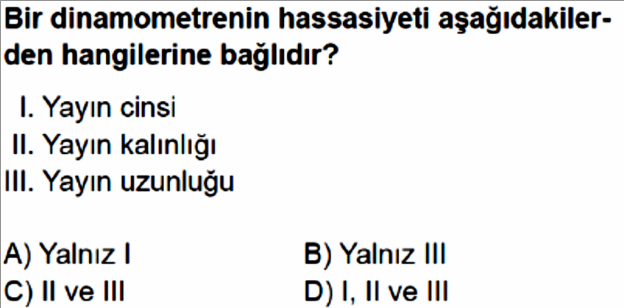 Bir dinamometrenin hassasiyeti aşağıdakiler-
den hangilerine bağlıdır?
I. Yayın cinsi
II. Yayın kalınlığı
III. Yayın uzunluğu
A) Yalnız I B) Yalnız III
C) II ve III D) I, II ve III